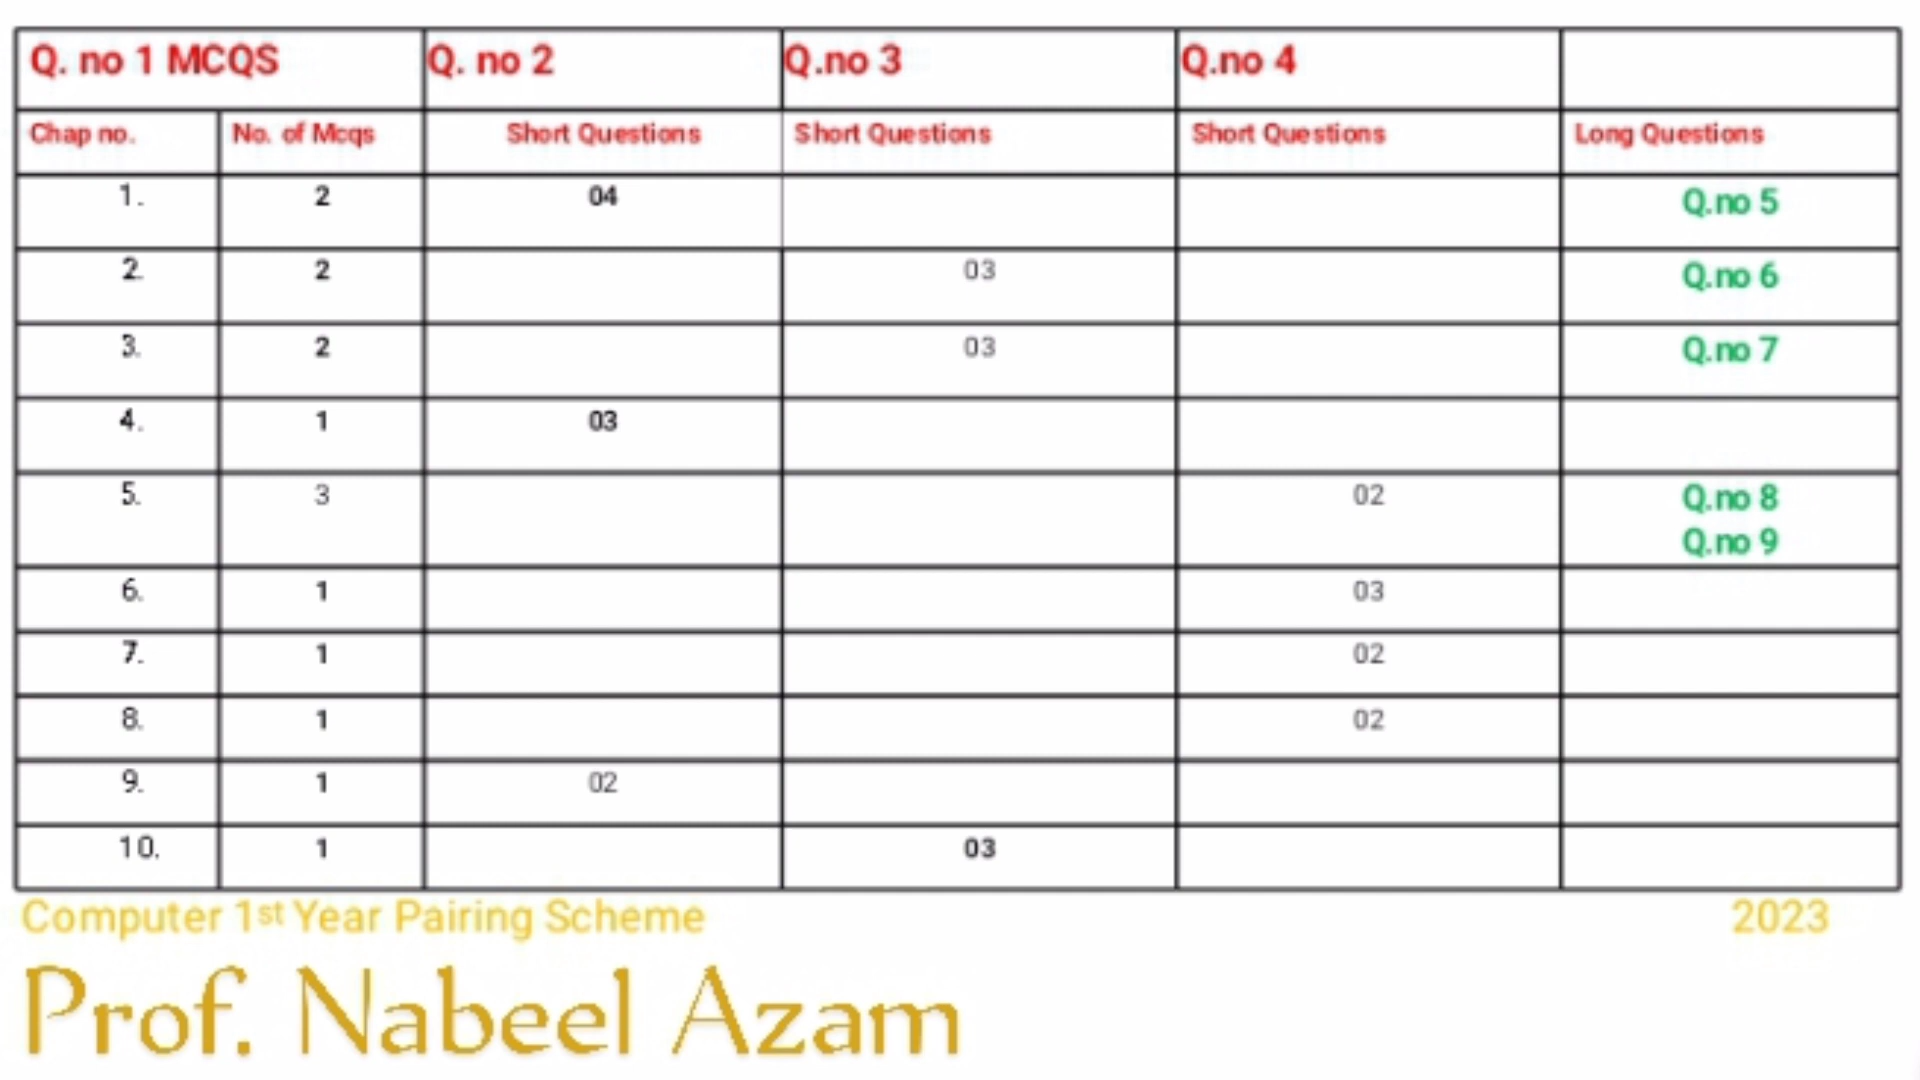 Q. no 1 MCQS Q. no 2 Q.no 3 Q.no 4
Chap no. No. of Mcqs Short Questions Short Questions Short Questions Long Questions
1. 2 04 Q.no 5
2. 2 03 Q.no 6
3. 2 03 Q.no 7
4. 1 03
5. 3 02 Q.no 8
Q.no 9
6. 1 03
7. 1 02
8. 1 02
9. 1 02
10. 1 03
Computer 1st Year Pairing Scheme 2023
Prof. Nabeel Azam